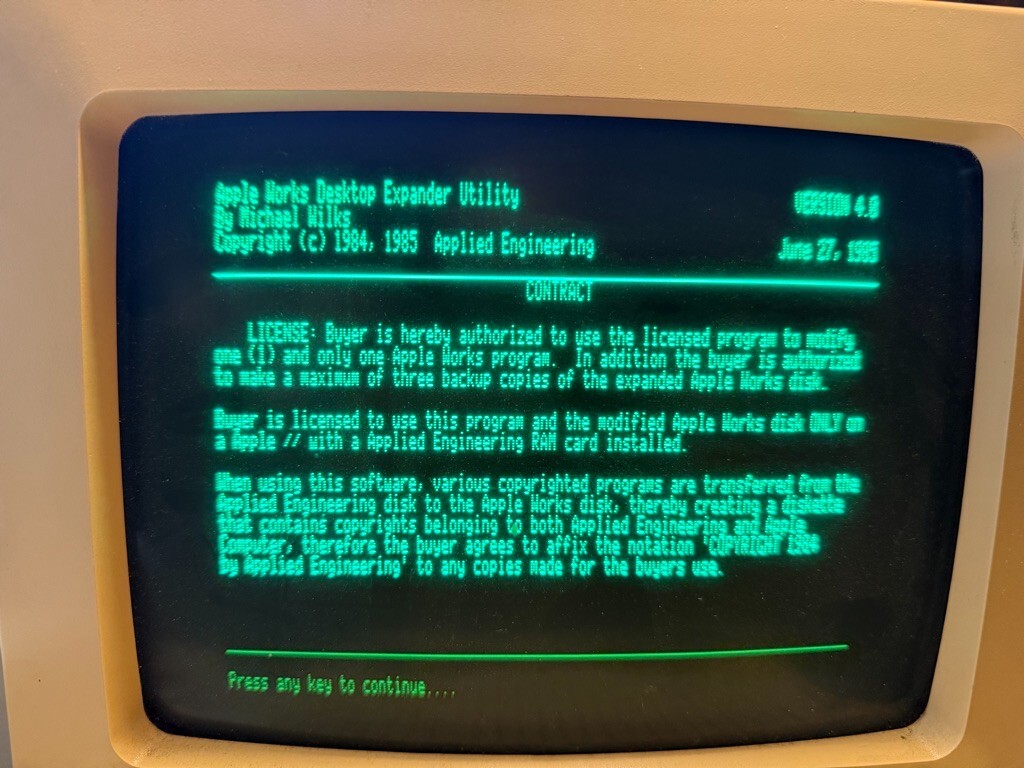 Apple Works Desktop Expander Utility VERSION 4.0
By Michael Wilks
Copyright (c) 1984, 1985 Applied Engineering June 27, 1985
CONTRACT
LICENSE: Buyer is hereby authorized to use the licensed program to modify
one (1) and only one Apple Works program. In addition the buyer is authorized
to make a maximum of three backup copies of the expanded Apple Works disk.
Buyer is licensed to use this program and the modified Apple Works disk ONLY on
a Apple // with a Applied Engineering RAM card installed.
When using this software, various copyrighted programs are transferred from the
Applied Engineering disk to the Apple Works disk, thereby creating a diskette
contains copyrights belonging to both Applied Engineering and Apple
Computer, therefore the buyer agrees to affix the notation 'COPYRIGHT 1984
by Applied Engineering' to any copies made for the buyers use.
Press any key to continue....